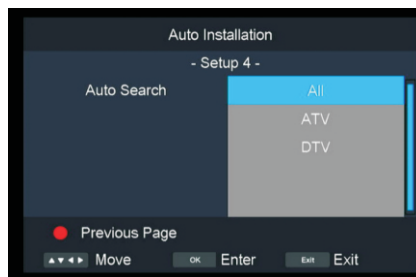 Auto Installation
- Setup 4 -
Auto Search All
ATV
DTV
Previous Page
Move OK Enter Exit Exit